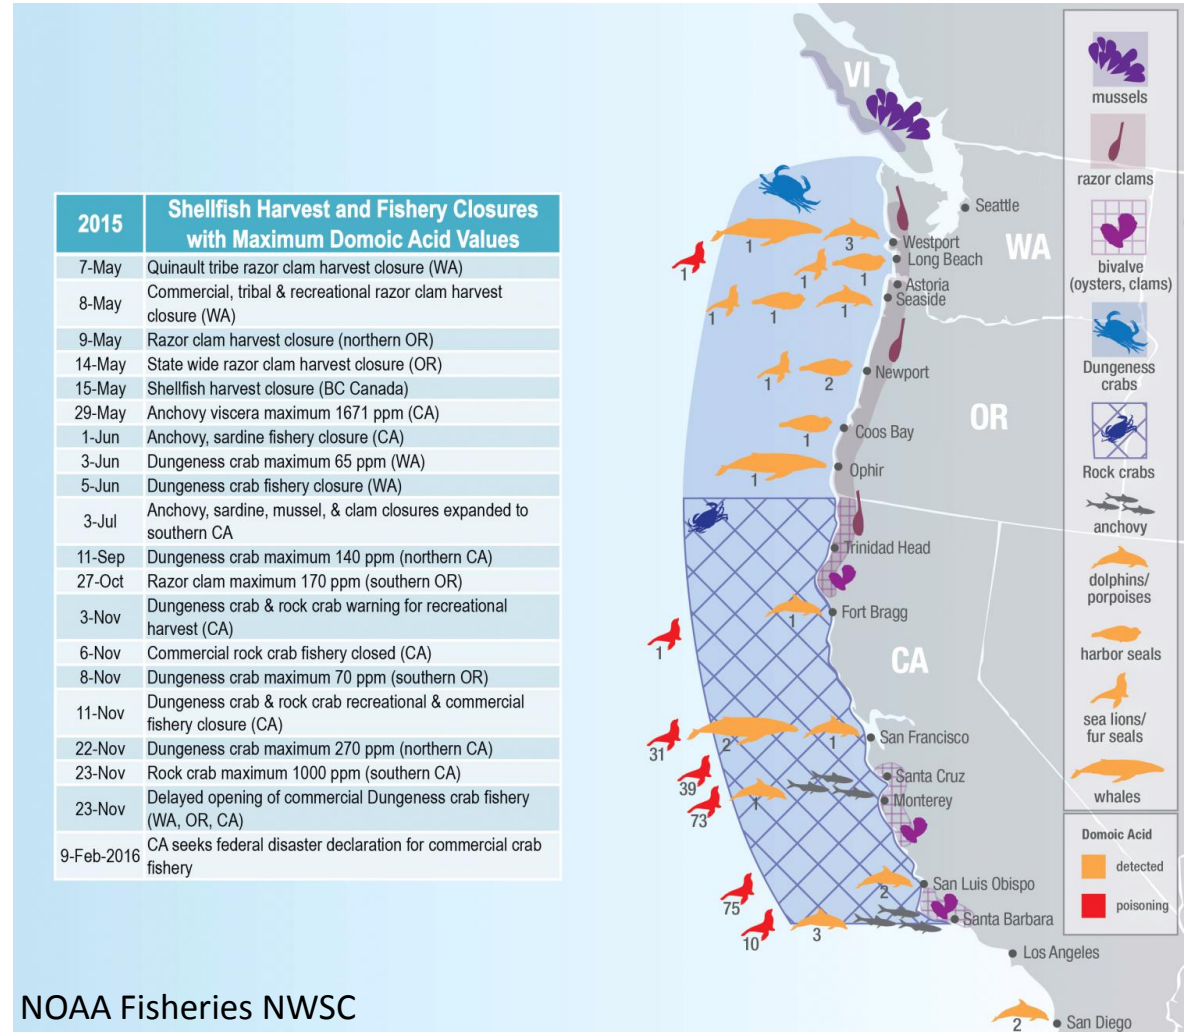 2015
Shellfish Harvest and Fishery Closures
with Maximum Domoic Acid Values
7-May Quinault tribe razor clam harvest closure (WA)
8-May Commercial, tribal & recreational razor clam harvest
closure (WA)
9-May Razor clam harvest closure (northern OR)
14-May State wide razor clam harvest closure (OR)
15-May Shellfish harvest closure (BC Canada)
29-May Anchovy viscera maximum 1671 ppm (CA)
1-Jun Anchovy, sardine fishery closure (CA)
3-Jun Dungeness crab maximum 65 ppm (WA)
5-Jun Dungeness crab fishery closure (WA)
3-Jul Anchovy, sardine, mussel, & clam closures expanded to
southern CA
11-Sep Dungeness crab maximum 140 ppm (northern CA)
27-Oct Razor clam maximum 170 ppm (southern OR)
3-Nov Dungeness crab & rock crab warning for recreational
harvest (CA)
6-Nov Commercial rock crab fishery closed (CA)
8-Nov Dungeness crab maximum 70 ppm (southern OR)
11-Nov Dungeness crab & rock crab recreational & commercial
fishery closure (CA)
22-Nov Dungeness crab maximum 270 ppm (northern CA)
23-Nov Rock crab maximum 1000 ppm (southern CA)
23-Nov Delayed opening of commercial Dungeness crab fishery
(WA, OR, CA)
9-Feb-2016 CA seeks federal disaster declaration for commercial crab
fishery
NOAA Fisheries NWSC
VI
Seattle
WA
1 3 Westport
1 1 1 Long Beach
Astoria
1 1 1 Seaside
1 2 Newport
OR
1 Coos Bay
1 Ophir
Trinidad Head
1 Fort Bragg
1
CA
31 2 1 San Francisco
39 Santa Cruz
73 1 Monterey
75 2 San Luis Obispo
10 3 Santa Barbara
Los Angeles
2 San Diego
mussels
razor clams
bivalve
(oysters, clams)
Dungeness
crabs
Rock crabs
anchovy
dolphins/
porpoises
harbor seals
sea lions/
fur seals
whales
Domoic Acid
detected
poisoning